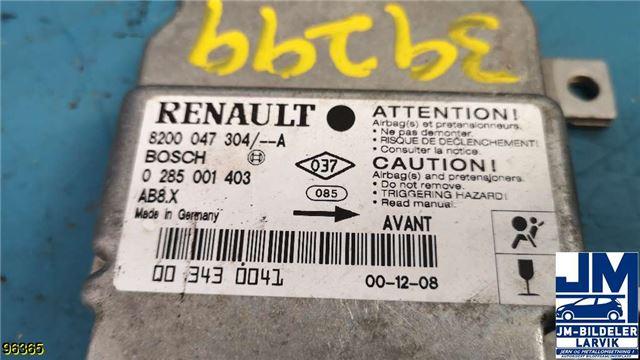 39299
RENAULT
8200 047 304/--A
BOSCH
0 285 001 403
AB8.X
Made in Germany
037
085
ATTENTION!
Airbag(s) et pretensionneurs.
• Ne pas demonter.
• RISQUE DE DECLENCHEMENT!
• Consulter la notice.
CAUTION!
Airbag(s) and pretensjoners.
• Do not remove.
• TRIGGERING HAZARD!
• Read manual.
AVANT
00 343 0041
00-12-08
JM
JM-BILDELER
LARVIK
96365